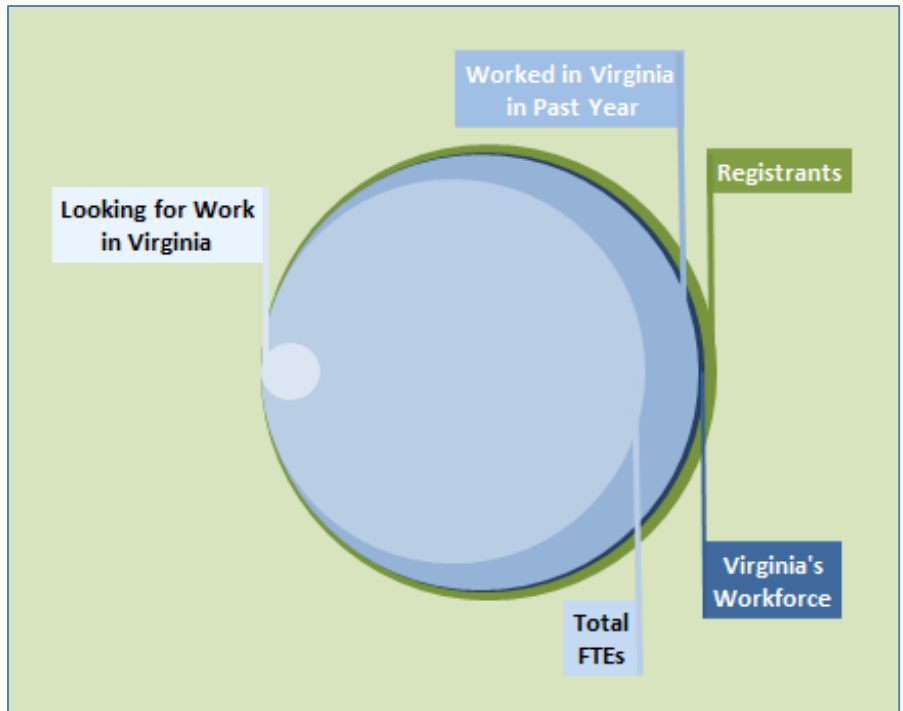 Worked in Virginia
in Past Year
Registrants
Looking for Work
in Virginia
Virginia's
Workforce
Total
FTEs